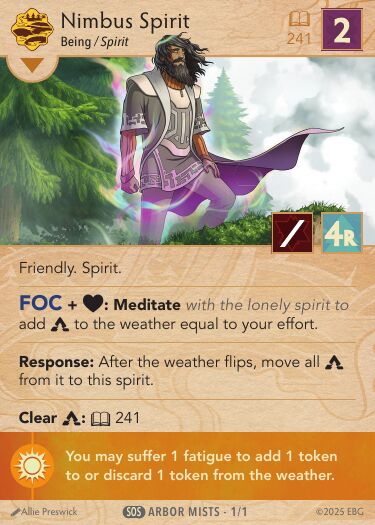 Nimbus Spirit
Being / Spirit
241
2
4R
Friendly. Spirit.
FOC + : Meditate with the lonely spirit to
add to the weather equal to your effort.
Response: After the weather flips, move all
from it to this spirit.
Clear : 241
You may suffer 1 fatigue to add 1 token
to or discard 1 token from the weather.
Allie Preswick
SOS ARBOR MISTS - 1/1
©2025 EBG